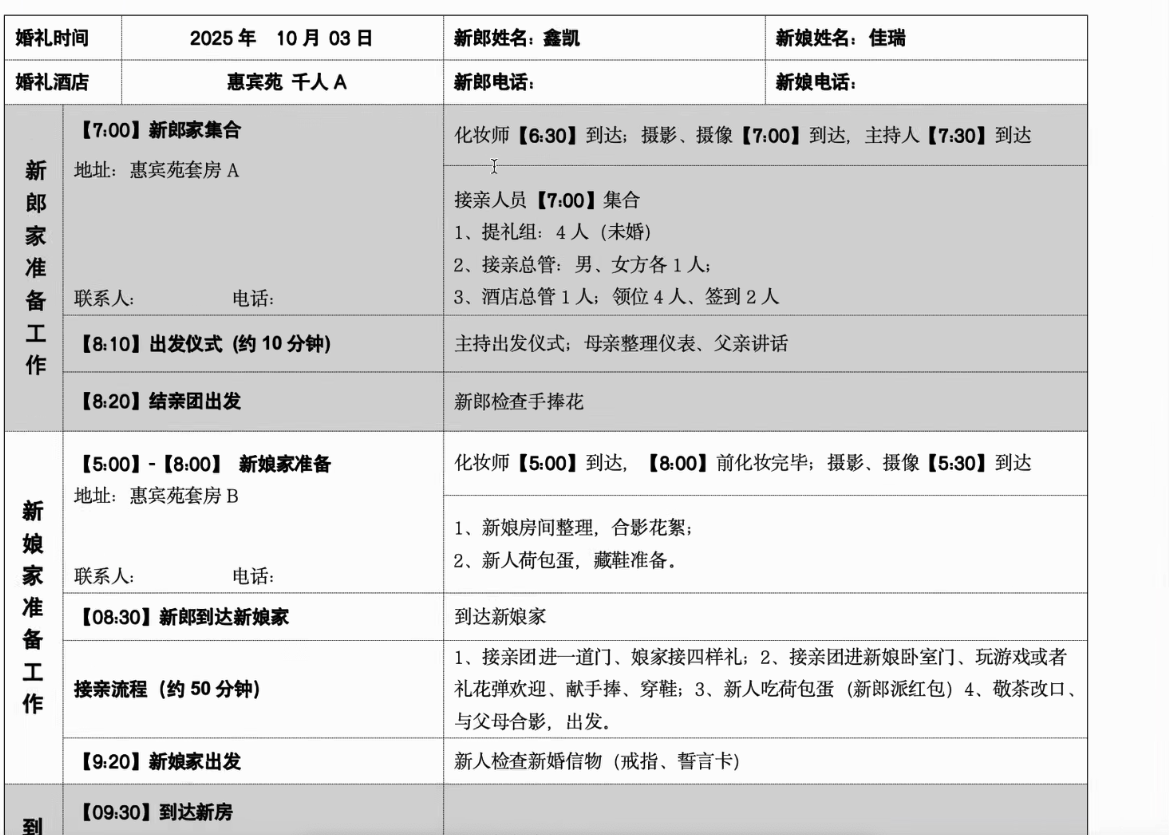 婚礼时间 2025 年 10 月 03 日 新郎姓名：鑫凯 新娘姓名：佳瑞
婚礼酒店 惠宾苑 千人 A 新郎电话： 新娘电话：
新郎家准备工作
【7:00】新郎家集合
地址：惠宾苑套房 A
联系人： 电话：
化妆师【6:30】到达；摄影、摄像【7:00】到达，主持人【7:30】到达
接亲人员【7:00】集合
1、提礼组：4 人（未婚）
2、接亲总管：男、女方各 1 人；
3、酒店总管 1 人；领位 4 人、签到 2 人
【8:10】出发仪式（约 10 分钟） 主持出发仪式；母亲整理仪表、父亲讲话
【8:20】结亲团出发 新郎检查手捧花
新娘家准备工作
【5:00】-【8:00】 新娘家准备
地址：惠宾苑套房 B
联系人： 电话：
化妆师【5:00】到达，【8:00】前化妆完毕；摄影、摄像【5:30】到达
1、新娘房间整理，合影花絮；
2、新人荷包蛋，藏鞋准备。
【08:30】新郎到达新娘家 到达新娘家
接亲流程（约 50 分钟）
1、接亲团进一道门、娘家接四样礼；2、接亲团进新娘卧室门、玩游戏或者
礼花弹欢迎、献手捧、穿鞋；3、新人吃荷包蛋（新郎派红包）4、敬茶改口、
与父母合影，出发。
【9:20】新娘家出发 新人检查新婚信物（戒指、誓言卡）
到
【09:30】到达新房